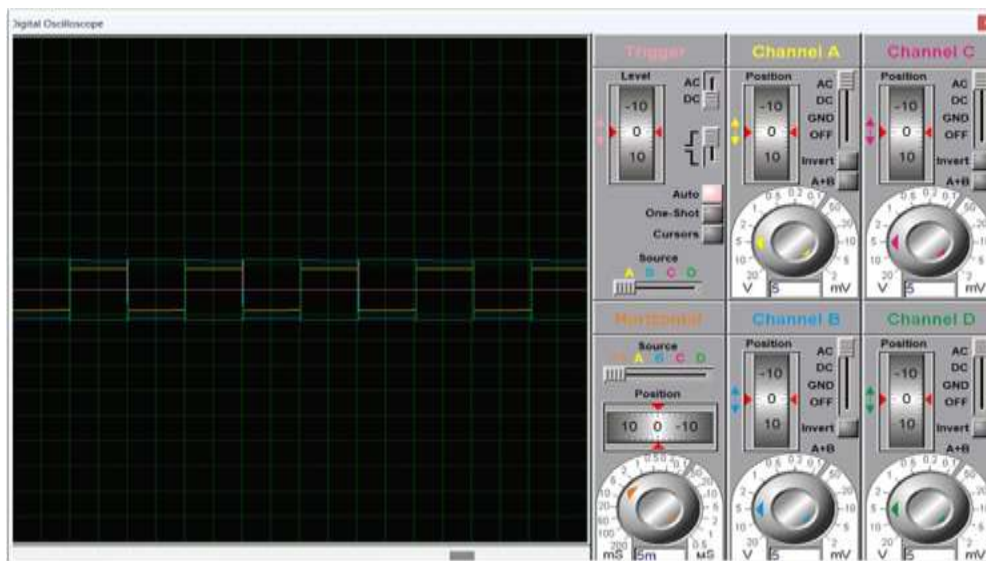 Digital Oscilloscope
Trigger
Level
AC
DC
-10
0
10
Auto
One-Shot
Cursors
Source
A B C D
Channel A
Position
AC
DC
GND
OFF
-10
0
10
Invert
A+B
V 5 mV
Channel C
Position
AC
DC
GND
OFF
-10
0
10
Invert
A+B
V 5 mV
Horizontal
Source
A B C D
Position
10 0 -10
mS 5m µS
Channel B
Position
AC
DC
GND
OFF
-10
0
10
Invert
A+B
V 5 mV
Channel D
Position
AC
DC
GND
OFF
-10
0
10
Invert
A+B
V 5 mV